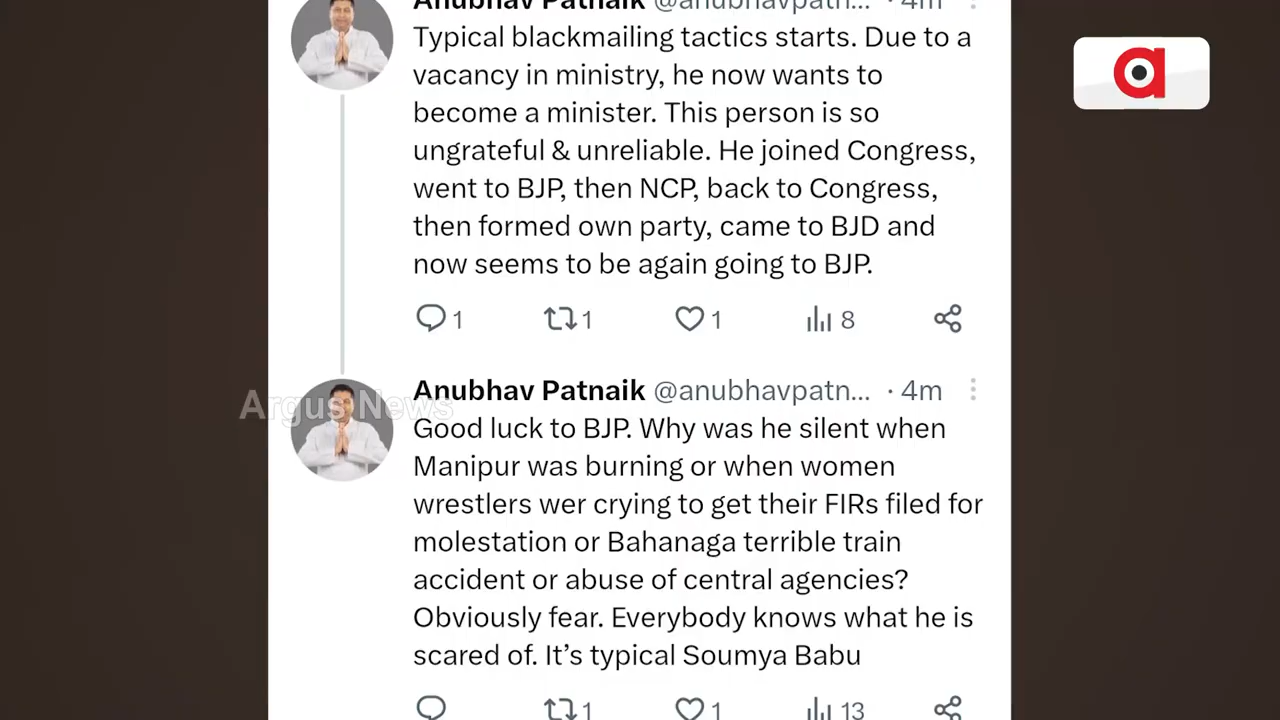 Anubhav Patnaik @anubhavpatn... · 4m
Typical blackmailing tactics starts. Due to a
vacancy in ministry, he now wants to
become a minister. This person is so
ungrateful & unreliable. He joined Congress,
went to BJP, then NCP, back to Congress,
then formed own party, came to BJD and
now seems to be again going to BJP.
1 1 1 8
Anubhav Patnaik @anubhavpatn... · 4m
Argus News
Good luck to BJP. Why was he silent when
Manipur was burning or when women
wrestlers wer crying to get their FIRs filed for
molestation or Bahanaga terrible train
accident or abuse of central agencies?
Obviously fear. Everybody knows what he is
scared of. It’s typical Soumya Babu
1 1 13
a